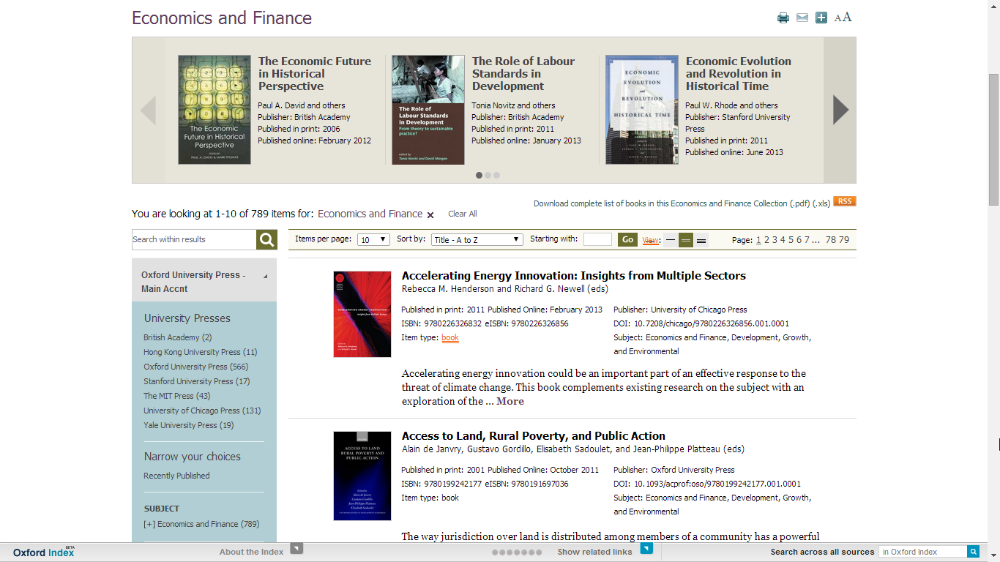 Economics and Finance
A A
The Economic Future
in Historical
Perspective
Paul A. David and others
Publisher: British Academy
Published in print: 2006
Published online: February 2012
The Economic
Future in Historical
Perspective
EDITED BY
PAUL A. DAVID & MARK THOMAS
The Role of Labour
Standards in
Development
Tonia Novitz and others
Publisher: British Academy
Published in print: 2011
Published online: January 2013
The Role of
Labour Standards
in Development
From theory to sustainable
practice?
edited by
Tonia Novitz and David Mangan
Economic Evolution
and Revolution in
Historical Time
Paul W. Rhode and others
Publisher: Stanford University
Press
Published in print: 2011
Published online: June 2013
ECONOMIC
EVOLUTION
and
REVOLUTION
in
HISTORICAL TIME
Download complete list of books in this Economics and Finance Collection (.pdf) (.xls) RSS
You are looking at 1-10 of 789 items for: Economics and Finance x Clear All
Search within results
Items per page: 10 Sort by: Title - A to Z Starting with: Go View: Page: 1 2 3 4 5 6 7 ... 78 79
Oxford University Press -
Main Accnt
University Presses
British Academy (2)
Hong Kong University Press (11)
Oxford University Press (566)
Stanford University Press (17)
The MIT Press (43)
University of Chicago Press (131)
Yale University Press (19)
Narrow your choices
Recently Published
SUBJECT
[+] Economics and Finance (789)
ACCELERATING ENERGY INNOVATION
Insights from Multiple Sectors
Accelerating Energy Innovation: Insights from Multiple Sectors
Rebecca M. Henderson and Richard G. Newell (eds)
Published in print: 2011 Published Online: February 2013
ISBN: 9780226326832 eISBN: 9780226326856
Item type: book
Publisher: University of Chicago Press
DOI: 10.7208/chicago/9780226326856.001.0001
Subject: Economics and Finance, Development, Growth,
and Environmental
Accelerating energy innovation could be an important part of an effective response to the
threat of climate change. This book complements existing research on the subject with an
exploration of the ... More
ACCESS TO LAND,
RURAL POVERTY, AND
PUBLIC ACTION
Edited by
Alain de Janvry
Gustavo Gordillo
Jean-Philippe Platteau
Elisabeth Sadoulet
Access to Land, Rural Poverty, and Public Action
Alain de Janvry, Gustavo Gordillo, Elisabeth Sadoulet, and Jean-Philippe Platteau (eds)
Published in print: 2001 Published Online: October 2011
ISBN: 9780199242177 eISBN: 9780191697036
Item type: book
Publisher: Oxford University Press
DOI: 10.1093/acprof:oso/9780199242177.001.0001
Subject: Economics and Finance, Development, Growth,
and Environmental
The way jurisdiction over land is distributed among members of a community has a powerful
Oxford Index BETA
About the Index
Show related links
Search across all sources in Oxford Index